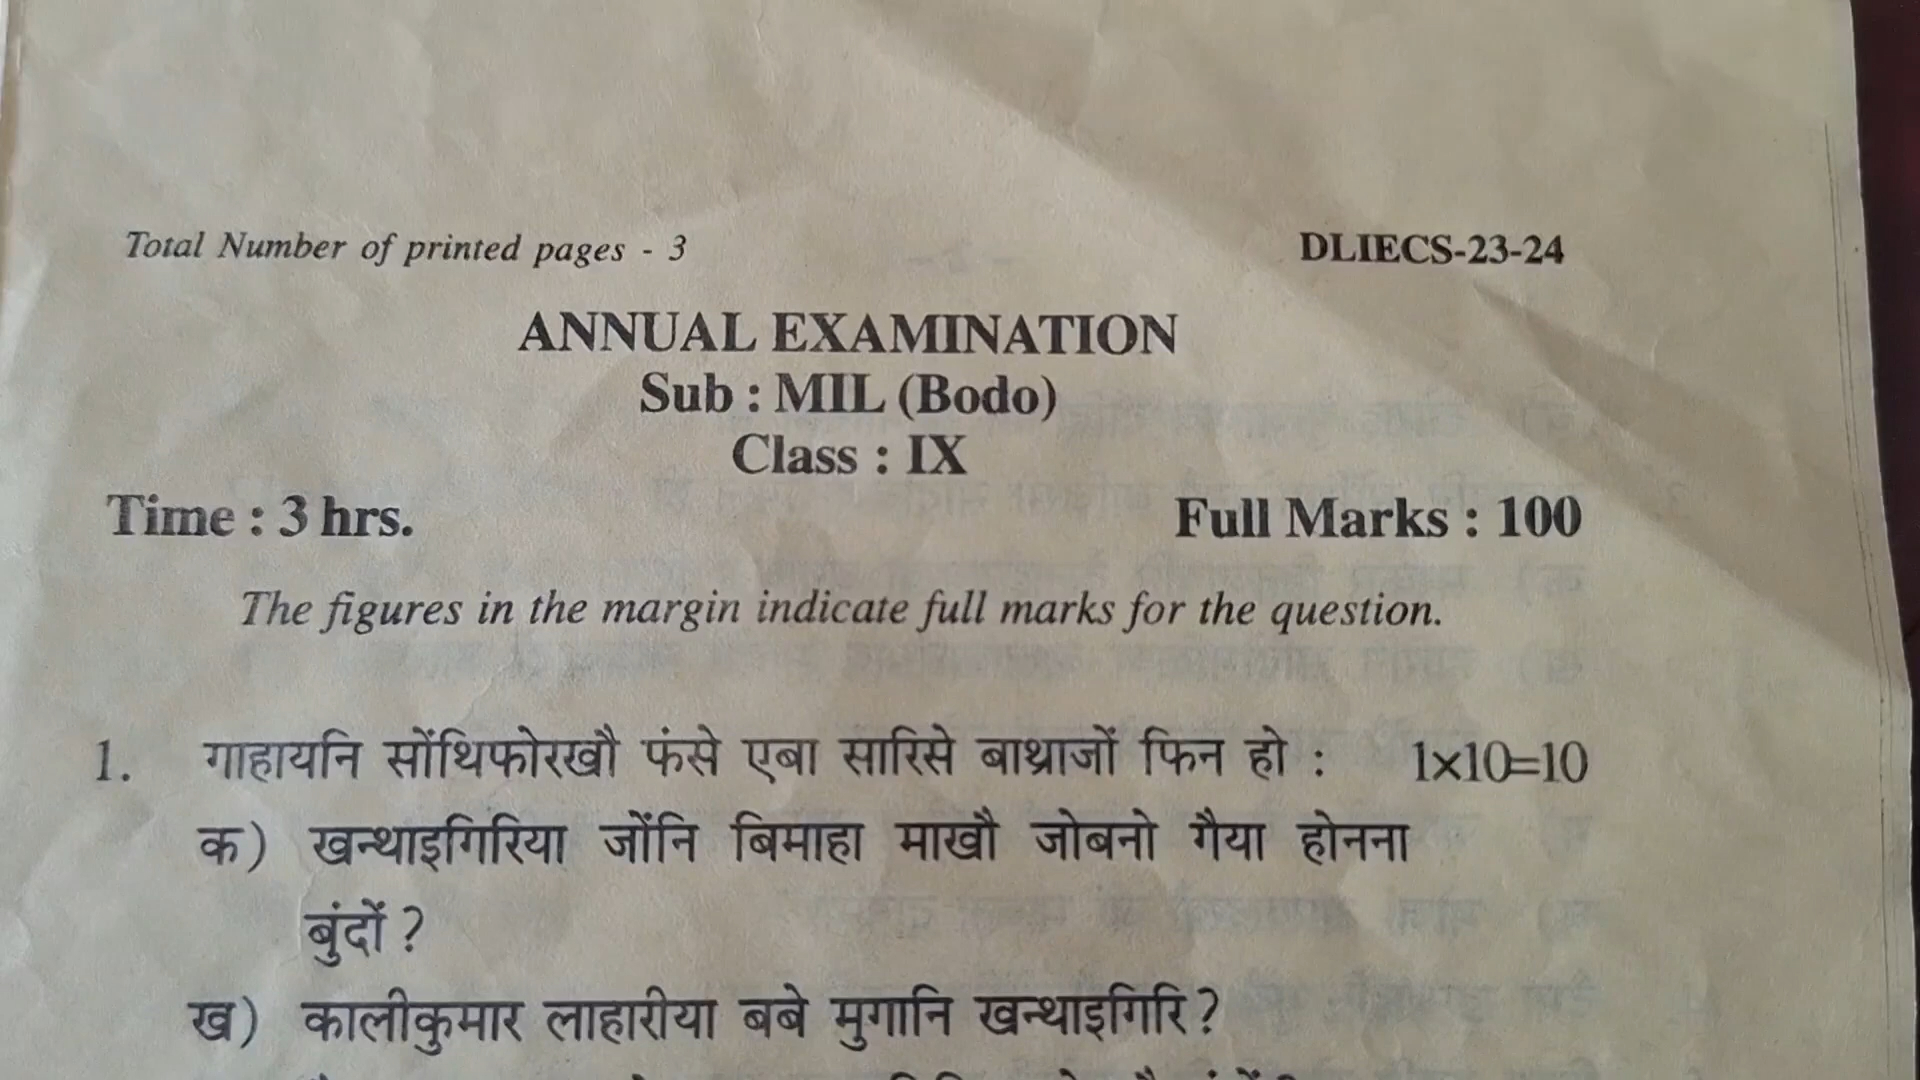 Total Number of printed pages - 3 DLIECS-23-24
ANNUAL EXAMINATION
Sub : MIL (Bodo)
Class : IX
Time : 3 hrs. Full Marks : 100
The figures in the margin indicate full marks for the question.
1. गाहायनि सोंथिफोरखौ फंसे एबा सारिसे बाथ्राजों फिन हो : 1×10=10
क) खन्थाइगिरिया जोंनि बिमाहा माखौ जोबनो गैया होनना
बुंदों ?
ख) कालीकुमार लाहारीया बबे मुगानि खन्थाइगिरि ?